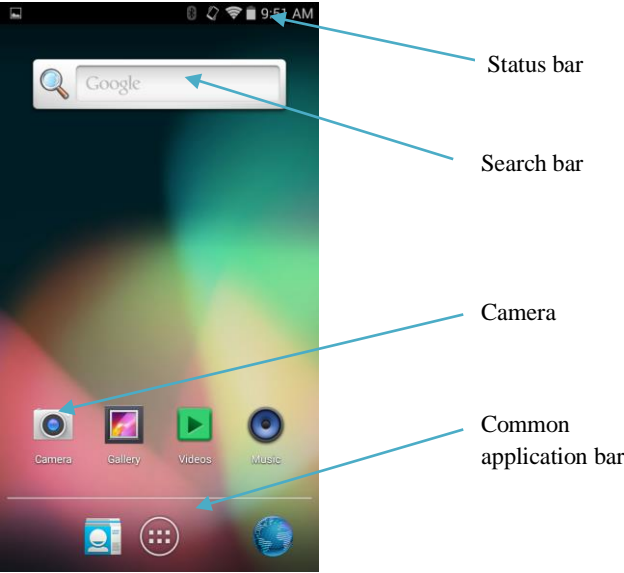 9:51 AM
Status bar
Google
Search bar
Camera
Camera
Gallery
Videos
Music
Common
application bar